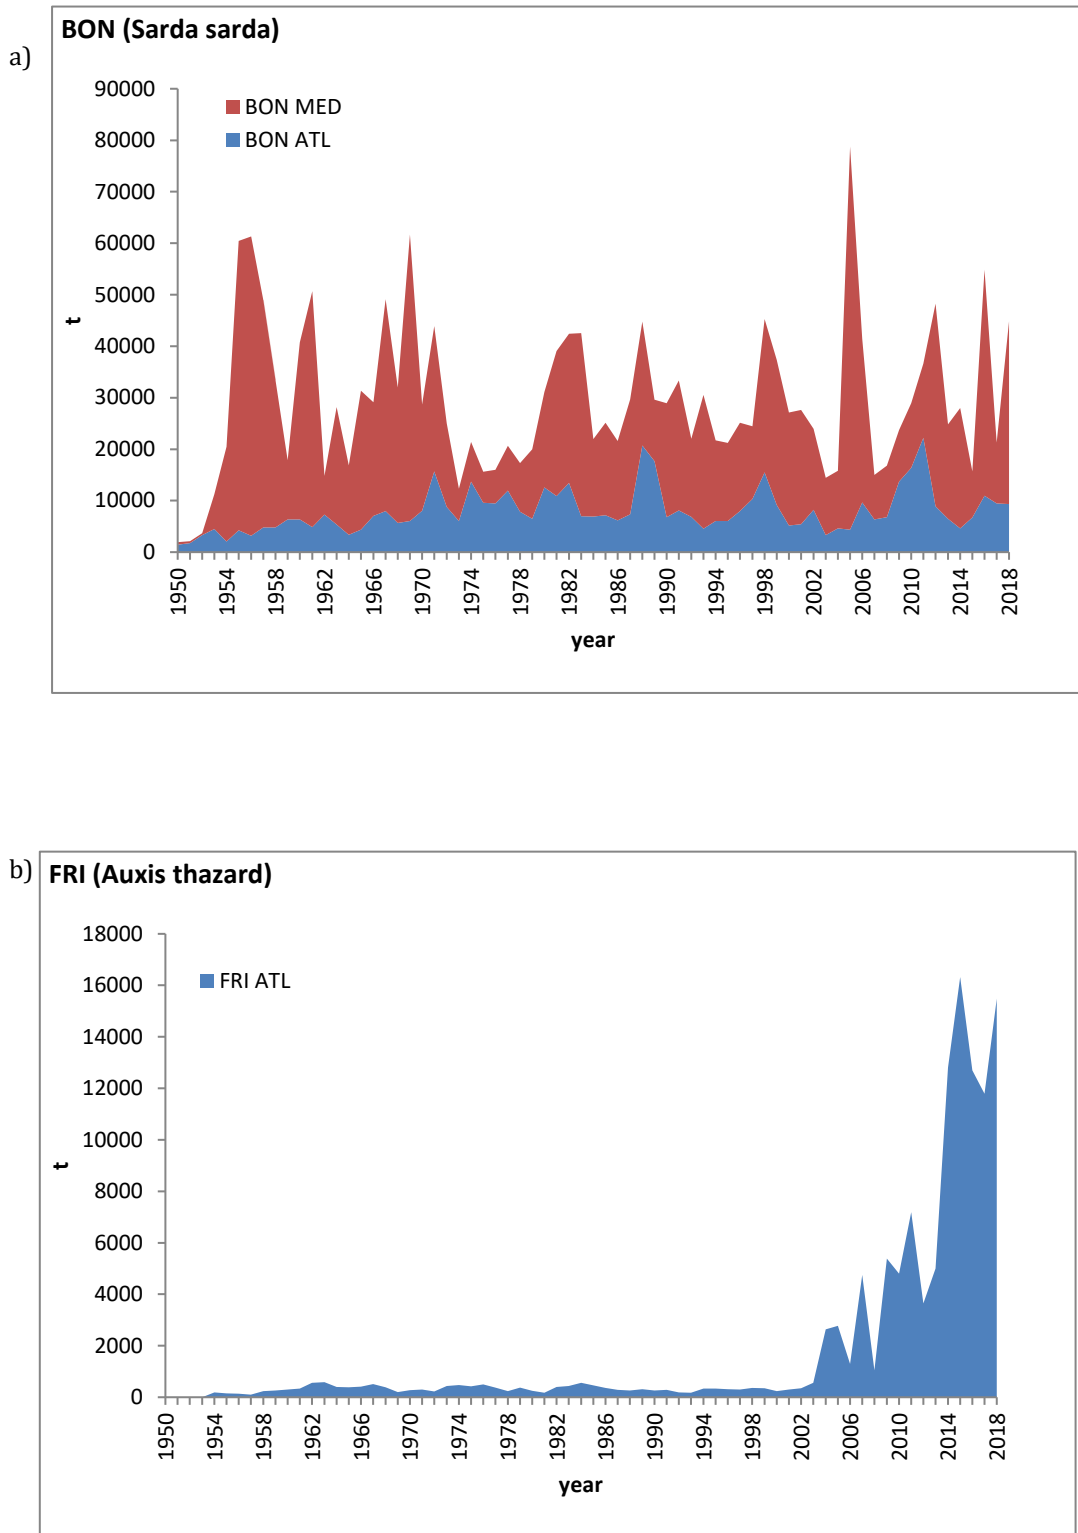 a)
BON (Sarda sarda)
90000
80000
70000
60000
50000
40000
30000
20000
10000
0
t
BON MED
BON ATL
1950 1954 1958 1962 1966 1970 1974 1978 1982 1986 1990 1994 1998 2002 2006 2010 2014 2018
year
b)
FRI (Auxis thazard)
18000
16000
14000
12000
10000
8000
6000
4000
2000
0
t
FRI ATL
1950 1954 1958 1962 1966 1970 1974 1978 1982 1986 1990 1994 1998 2002 2006 2010 2014 2018
year